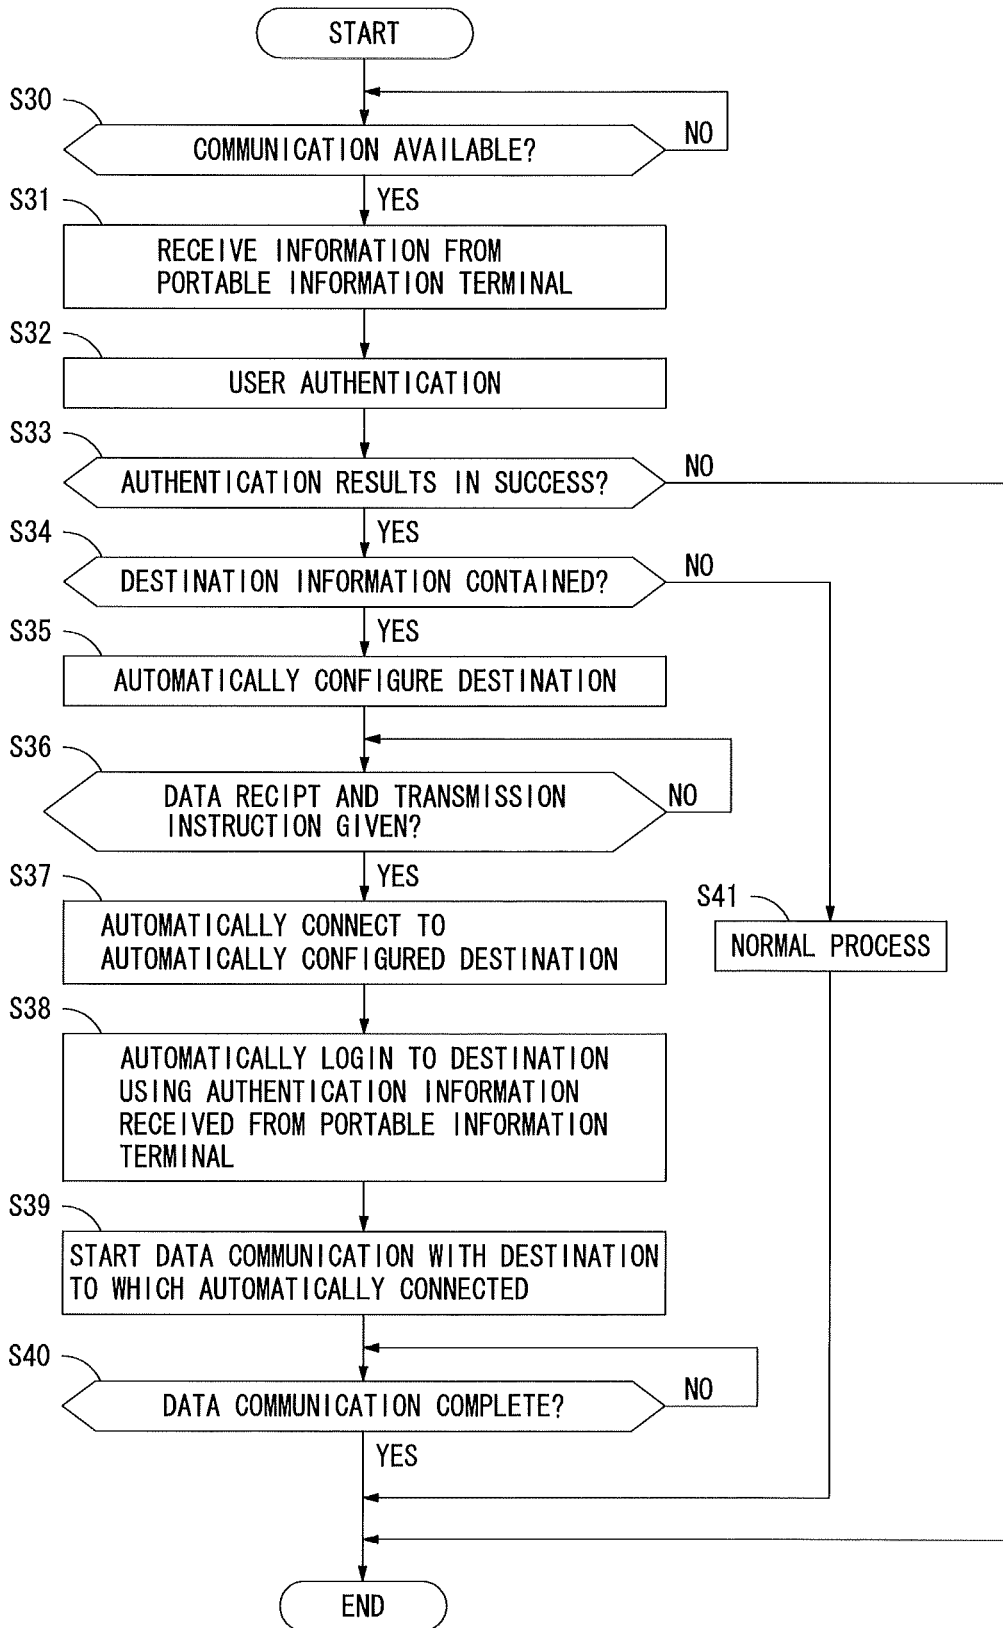 START
S30
COMMUNICATION AVAILABLE?
NO
YES
S31
RECEIVE INFORMATION FROM
PORTABLE INFORMATION TERMINAL
S32
USER AUTHENTICATION
S33
AUTHENTICATION RESULTS IN SUCCESS?
NO
YES
S34
DESTINATION INFORMATION CONTAINED?
NO
YES
S35
AUTOMATICALLY CONFIGURE DESTINATION
S36
DATA RECIPT AND TRANSMISSION
INSTRUCTION GIVEN?
NO
YES
S37
AUTOMATICALLY CONNECT TO
AUTOMATICALLY CONFIGURED DESTINATION
S41
NORMAL PROCESS
S38
AUTOMATICALLY LOGIN TO DESTINATION
USING AUTHENTICATION INFORMATION
RECEIVED FROM PORTABLE INFORMATION
TERMINAL
S39
START DATA COMMUNICATION WITH DESTINATION
TO WHICH AUTOMATICALLY CONNECTED
S40
DATA COMMUNICATION COMPLETE?
NO
YES
END